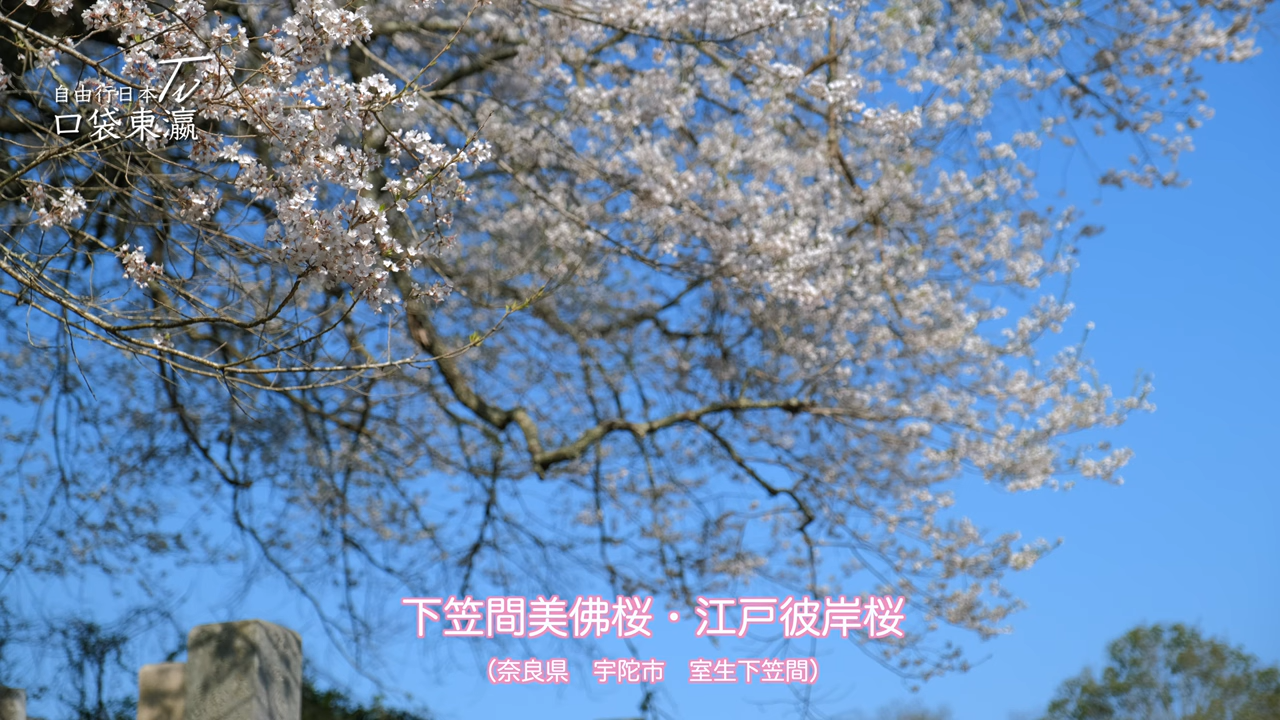 自由行日本
口袋東瀛
下笠間美佛桜・江戸彼岸桜
(奈良県　宇陀市　室生下笠間)